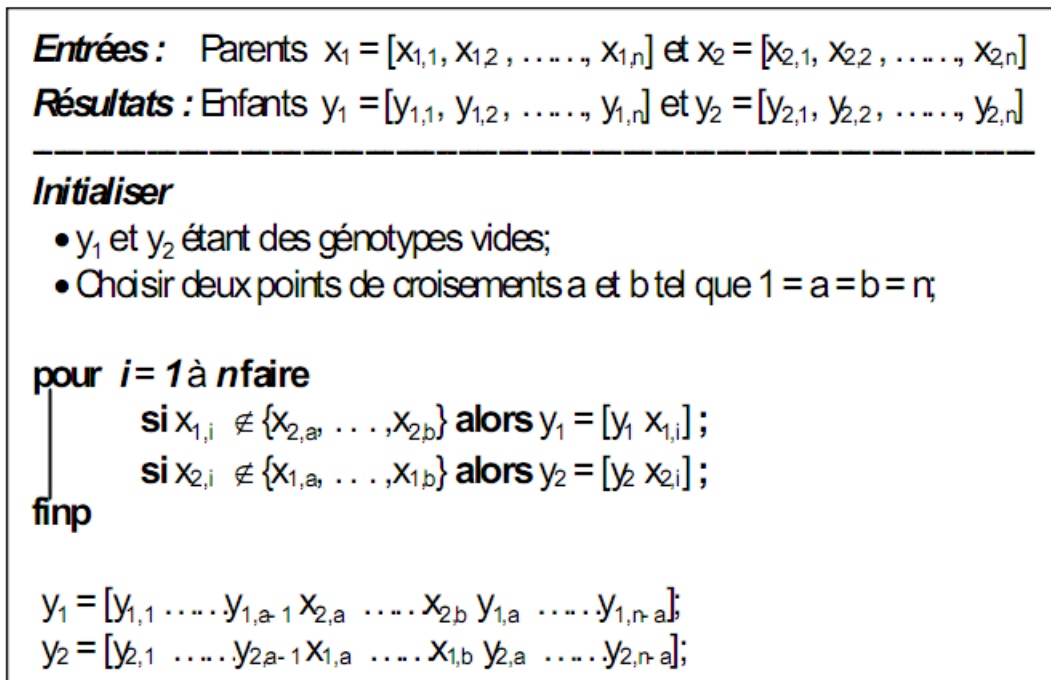 Entrées : Parents x₁ = [x₁,₁, x₁,₂ , ......, x₁,ₙ] et x₂ = [x₂,₁, x₂,₂ , ......, x₂,ₙ]
Résultats : Enfants y₁ = [y₁,₁, y₁,₂, ......, y₁,ₙ] et y₂ = [y₂,₁, y₂,₂, ......, y₂,ₙ]
Initialiser
• y₁ et y₂ étant des génotypes vides;
• Choisir deux points de croisements a et b tel que 1 = a = b = n;
pour i = 1 à n faire
si x₁,ᵢ ∉ {x₂,a, . . . ,x₂,b} alors y₁ = [y₁ x₁,ᵢ] ;
si x₂,ᵢ ∉ {x₁,a, . . . ,x₁,b} alors y₂ = [y₂ x₂,ᵢ] ;
finp
y₁ = [y₁,₁ ......y₁,a-1 x₂,a ......x₂,b y₁,a ......y₁,n-a];
y₂ = [y₂,₁ ......y₂,a-1 x₁,a ......x₁,b y₂,a ......y₂,n-a];